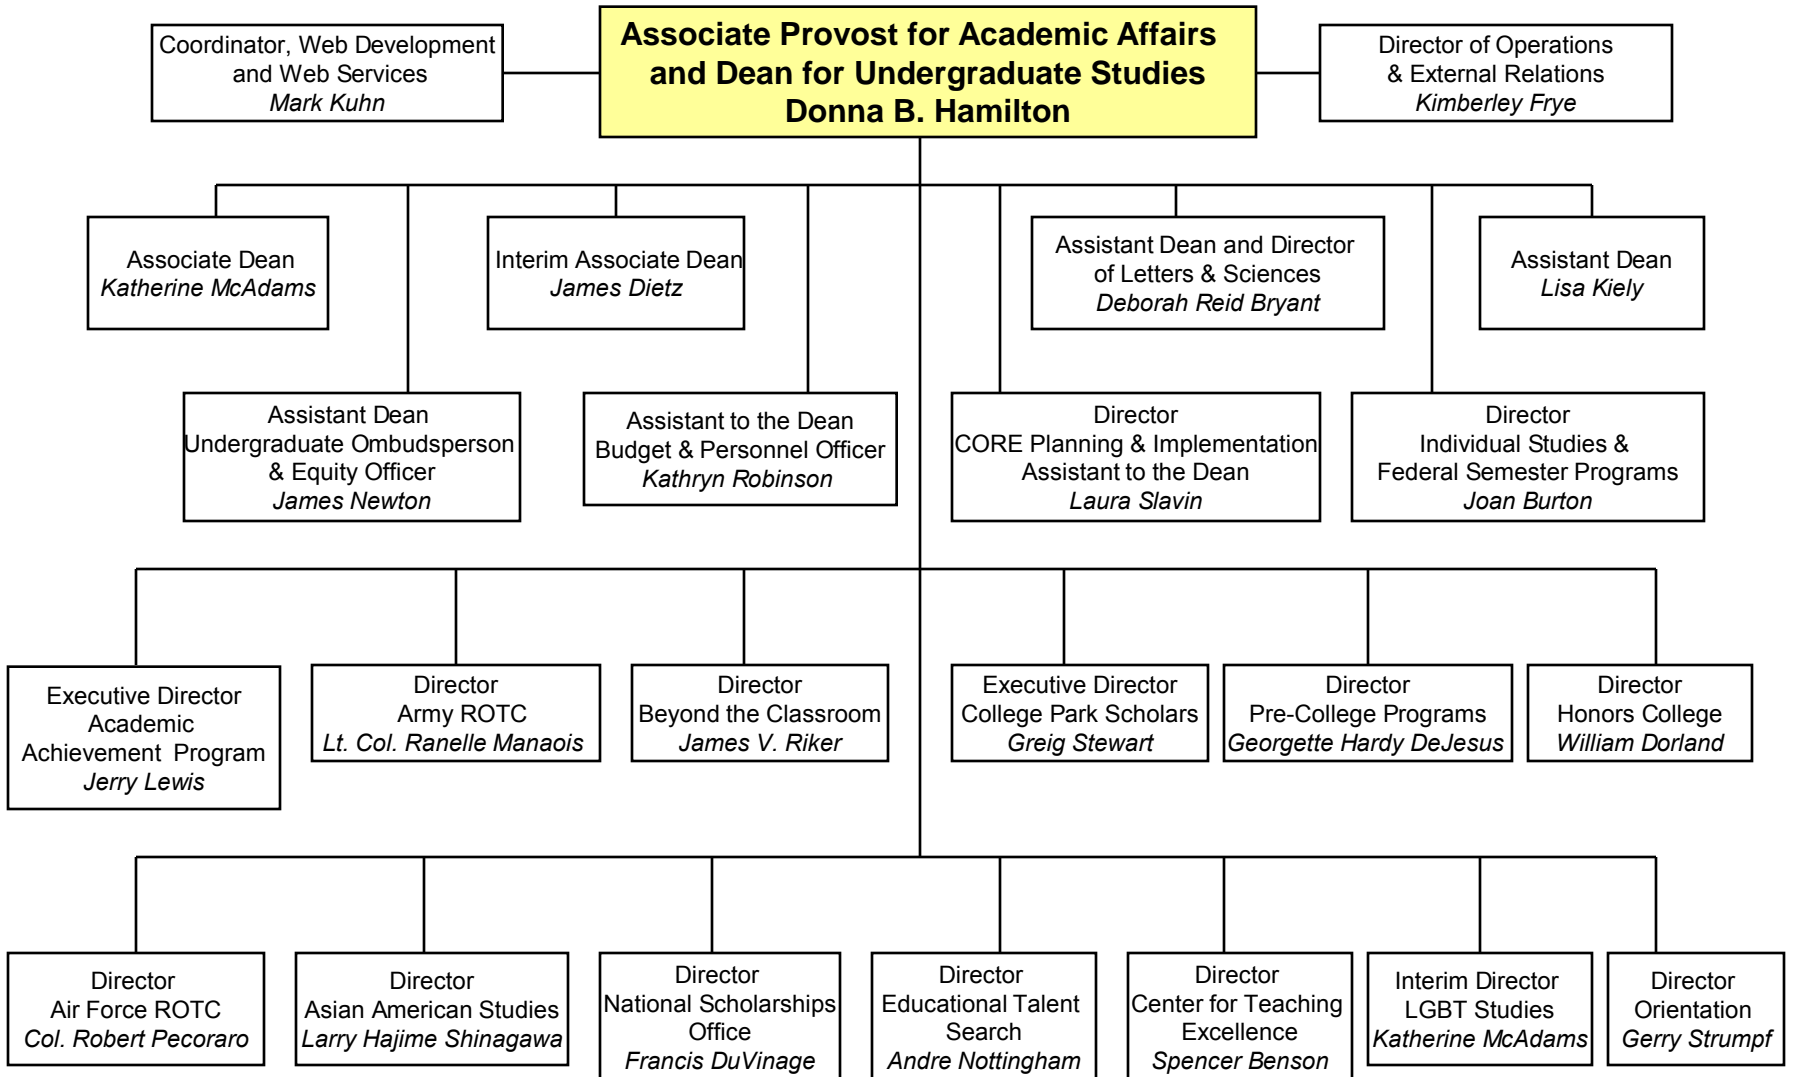 Coordinator, Web Development
and Web Services
Mark Kuhn
Associate Provost for Academic Affairs
and Dean for Undergraduate Studies
Donna B. Hamilton
Director of Operations
& External Relations
Kimberley Frye
Associate Dean
Katherine McAdams
Interim Associate Dean
James Dietz
Assistant Dean and Director
of Letters & Sciences
Deborah Reid Bryant
Assistant Dean
Lisa Kiely
Assistant Dean
Undergraduate Ombudsperson
& Equity Officer
James Newton
Assistant to the Dean
Budget & Personnel Officer
Kathryn Robinson
Director
CORE Planning & Implementation
Assistant to the Dean
Laura Slavin
Director
Individual Studies &
Federal Semester Programs
Joan Burton
Executive Director
Academic
Achievement Program
Jerry Lewis
Director
Army ROTC
Lt. Col. Ranelle Manaois
Director
Beyond the Classroom
James V. Riker
Executive Director
College Park Scholars
Greig Stewart
Director
Pre-College Programs
Georgette Hardy DeJesus
Director
Honors College
William Dorland
Director
Air Force ROTC
Col. Robert Pecoraro
Director
Asian American Studies
Larry Hajime Shinagawa
Director
National Scholarships
Office
Francis DuVinage
Director
Educational Talent
Search
Andre Nottingham
Director
Center for Teaching
Excellence
Spencer Benson
Interim Director
LGBT Studies
Katherine McAdams
Director
Orientation
Gerry Strumpf